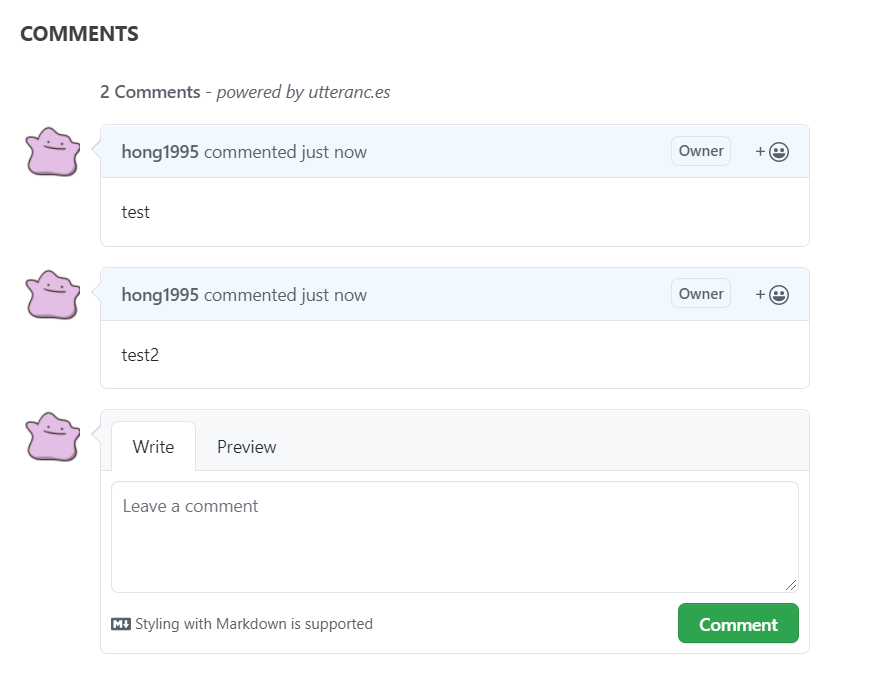 COMMENTS
2 Comments - powered by utteranc.es
hong1995 commented just now Owner +
test
hong1995 commented just now Owner +
test2
Write Preview
Leave a comment
M↓ Styling with Markdown is supported Comment